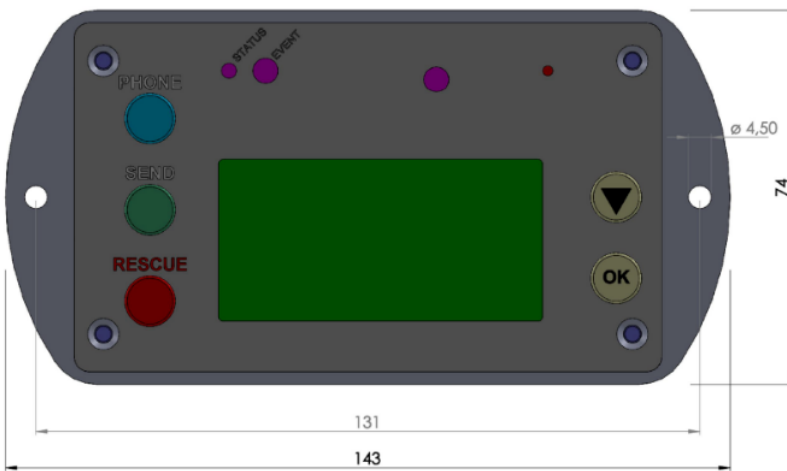 STATUS
EVENT
PHONE
ø 4,50
SEND
74
RESCUE
OK
131
143